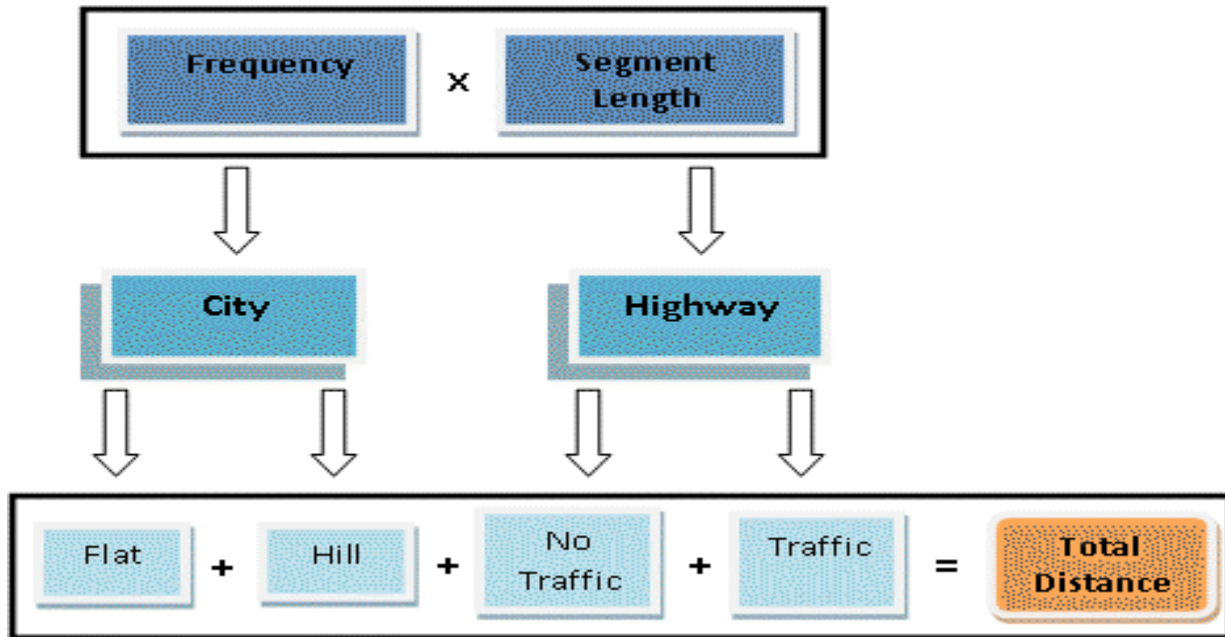 Frequency x Segment
Length
City Highway
Flat + Hill + No
Traffic + Traffic = Total
Distance